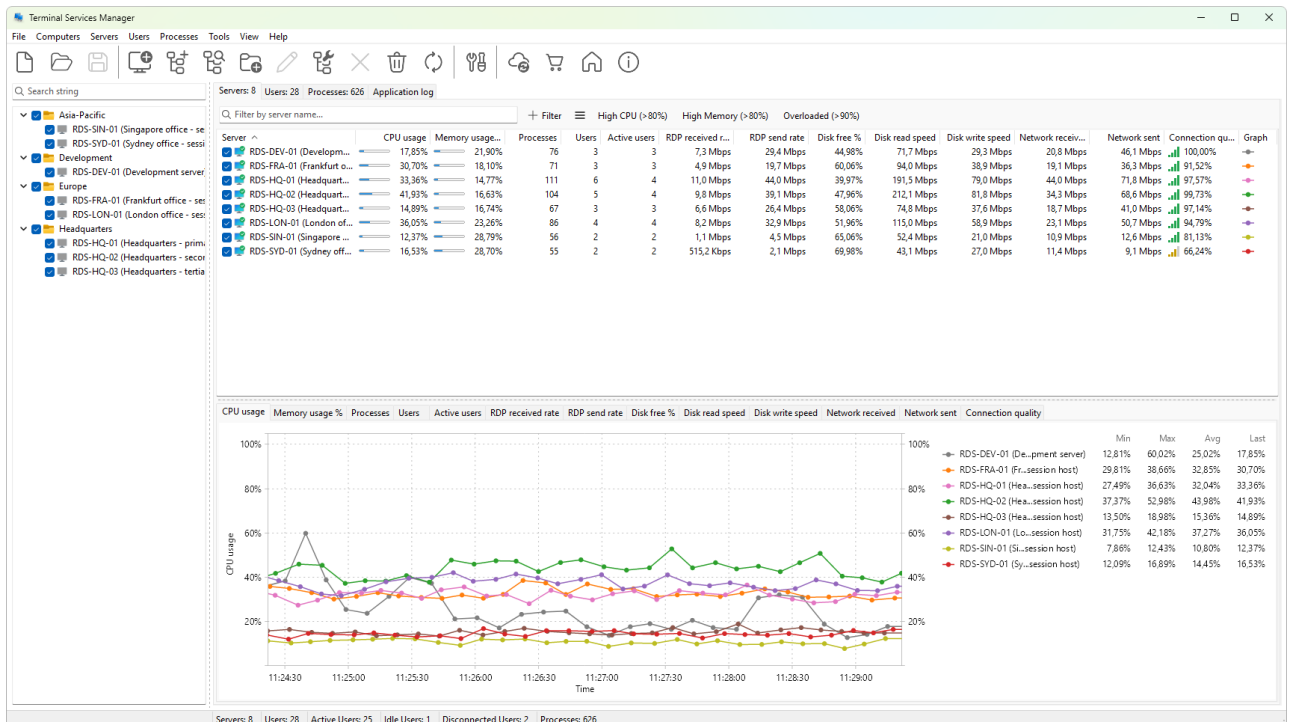 Terminal Services Manager
File Computers Servers Users Processes Tools View Help
Search string
Asia-Pacific
RDS-SIN-01 (Singapore office - se
RDS-SYD-01 (Sydney office - sessi
Development
RDS-DEV-01 (Development server
Europe
RDS-FRA-01 (Frankfurt office - ses
RDS-LON-01 (London office - ses
Headquarters
RDS-HQ-01 (Headquarters - prima
RDS-HQ-02 (Headquarters - secor
RDS-HQ-03 (Headquarters - tertia
Servers: 8 Users: 28 Processes: 626 Application log
Filter by server name... Filter High CPU (>80%) High Memory (>80%) Overloaded (>90%)
Server CPU usage Memory usage... Processes Users Active users RDP received r... RDP send rate Disk free % Disk read speed Disk write speed Network receiv... Network sent Connection qu... Graph
RDS-DEV-01 (Developm... 17,85% 21,90% 76 3 3 7,3 Mbps 29,4 Mbps 44,98% 71,7 Mbps 29,3 Mbps 20,8 Mbps 46,1 Mbps 100,00%
RDS-FRA-01 (Frankfurt o... 30,70% 18,10% 71 3 3 4,9 Mbps 19,7 Mbps 60,06% 94,0 Mbps 38,9 Mbps 19,1 Mbps 36,3 Mbps 91,52%
RDS-HQ-01 (Headquart... 33,36% 14,77% 111 6 4 11,0 Mbps 44,0 Mbps 39,97% 191,5 Mbps 79,0 Mbps 44,0 Mbps 71,8 Mbps 97,57%
RDS-HQ-02 (Headquart... 41,93% 16,63% 104 5 4 9,8 Mbps 39,1 Mbps 47,96% 212,1 Mbps 81,8 Mbps 34,3 Mbps 68,6 Mbps 99,73%
RDS-HQ-03 (Headquart... 14,89% 16,74% 67 3 3 6,6 Mbps 26,4 Mbps 58,06% 74,8 Mbps 37,6 Mbps 18,7 Mbps 41,0 Mbps 97,14%
RDS-LON-01 (London of... 36,05% 23,26% 86 4 4 8,2 Mbps 32,9 Mbps 51,96% 115,0 Mbps 58,9 Mbps 23,1 Mbps 50,7 Mbps 94,79%
RDS-SIN-01 (Singapore ... 12,37% 28,79% 56 2 2 1,1 Mbps 4,5 Mbps 65,06% 52,4 Mbps 21,0 Mbps 10,9 Mbps 12,6 Mbps 81,13%
RDS-SYD-01 (Sydney off... 16,53% 28,70% 55 2 2 515,2 Kbps 2,1 Mbps 69,98% 43,1 Mbps 27,0 Mbps 11,4 Mbps 9,1 Mbps 66,24%
CPU usage Memory usage % Processes Users Active users RDP received rate RDP send rate Disk free % Disk read speed Disk write speed Network received Network sent Connection quality
100% 100%
80% 80%
60% 60%
40% 40%
20% 20%
CPU usage
11:24:30 11:25:00 11:25:30 11:26:00 11:26:30 11:27:00 11:27:30 11:28:00 11:28:30 11:29:00
Time
Min Max Avg Last
RDS-DEV-01 (De...pment server) 12,81% 60,02% 25,02% 17,85%
RDS-FRA-01 (Fr...session host) 29,81% 38,66% 32,85% 30,70%
RDS-HQ-01 (Hea...session host) 27,49% 36,63% 32,04% 33,36%
RDS-HQ-02 (Hea...session host) 37,37% 52,98% 43,98% 41,93%
RDS-HQ-03 (Hea...session host) 13,50% 18,98% 15,36% 14,89%
RDS-LON-01 (Lo...session host) 31,75% 42,18% 37,27% 36,05%
RDS-SIN-01 (Si...session host) 7,86% 12,43% 10,80% 12,37%
RDS-SYD-01 (Sy...session host) 12,09% 16,89% 14,45% 16,53%
Servers: 8 Users: 28 Active Users: 25 Idle Users: 1 Disconnected Users: 2 Processes: 626